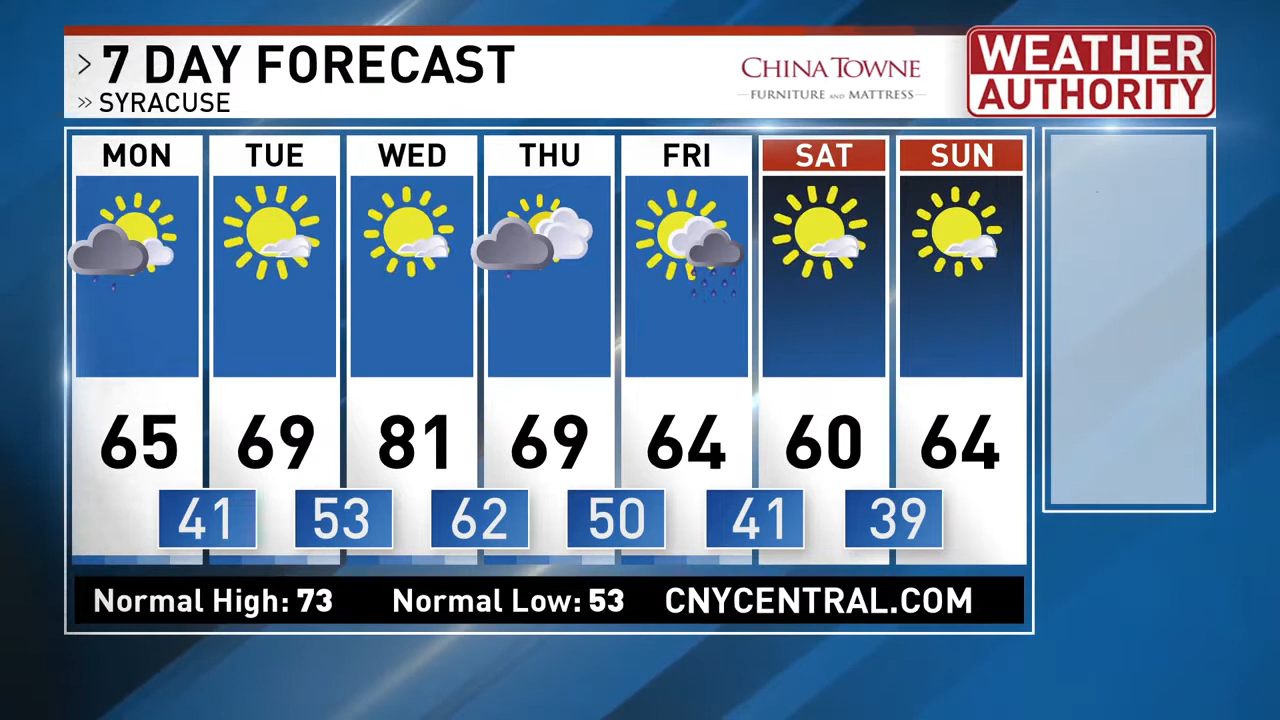 > 7 DAY FORECAST
» SYRACUSE
CHINA TOWNE
FURNITURE AND MATTRESS
WEATHER
AUTHORITY
MON TUE WED THU FRI SAT SUN
65 69 81 69 64 60 64
41 53 62 50 41 39
Normal High: 73 Normal Low: 53 CNYCENTRAL.COM